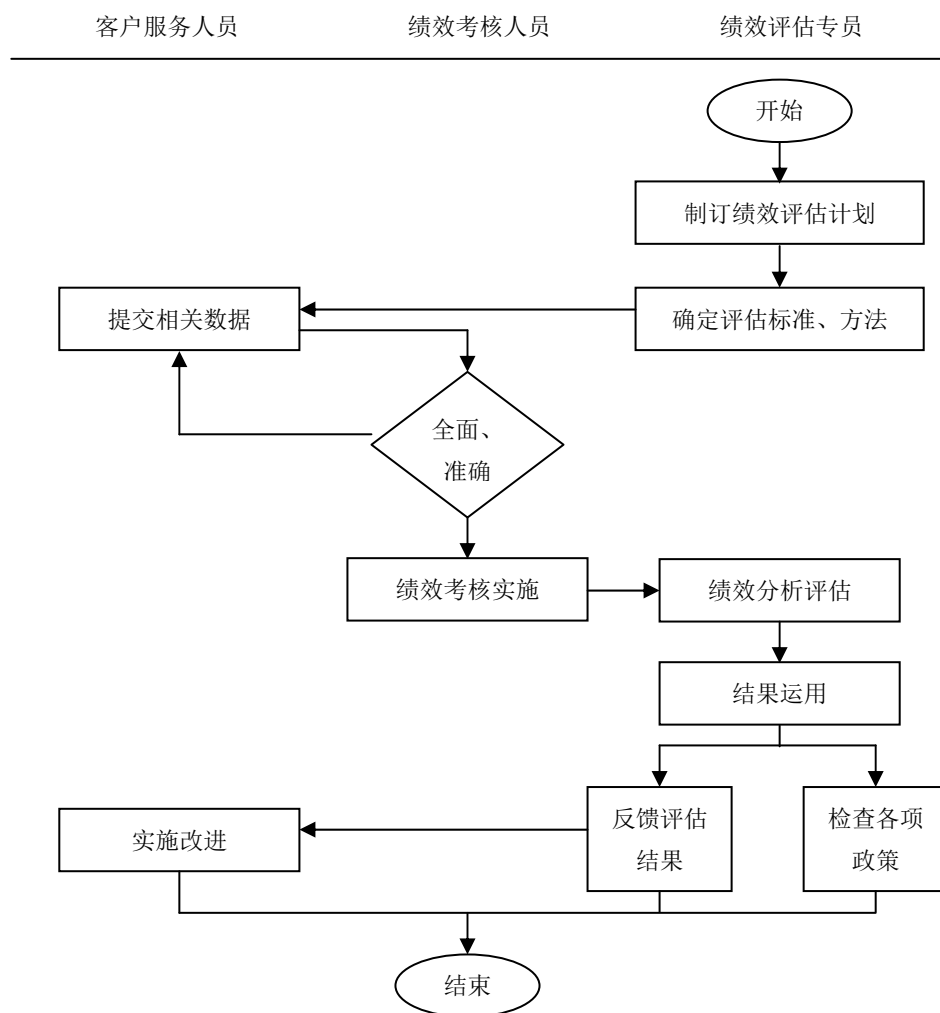 客户服务人员
绩效考核人员
绩效评估专员
开始
制订绩效评估计划
提交相关数据
确定评估标准、方法
全面、
准确
绩效考核实施
绩效分析评估
结果运用
实施改进
反馈评估
结果
检查各项
政策
结束